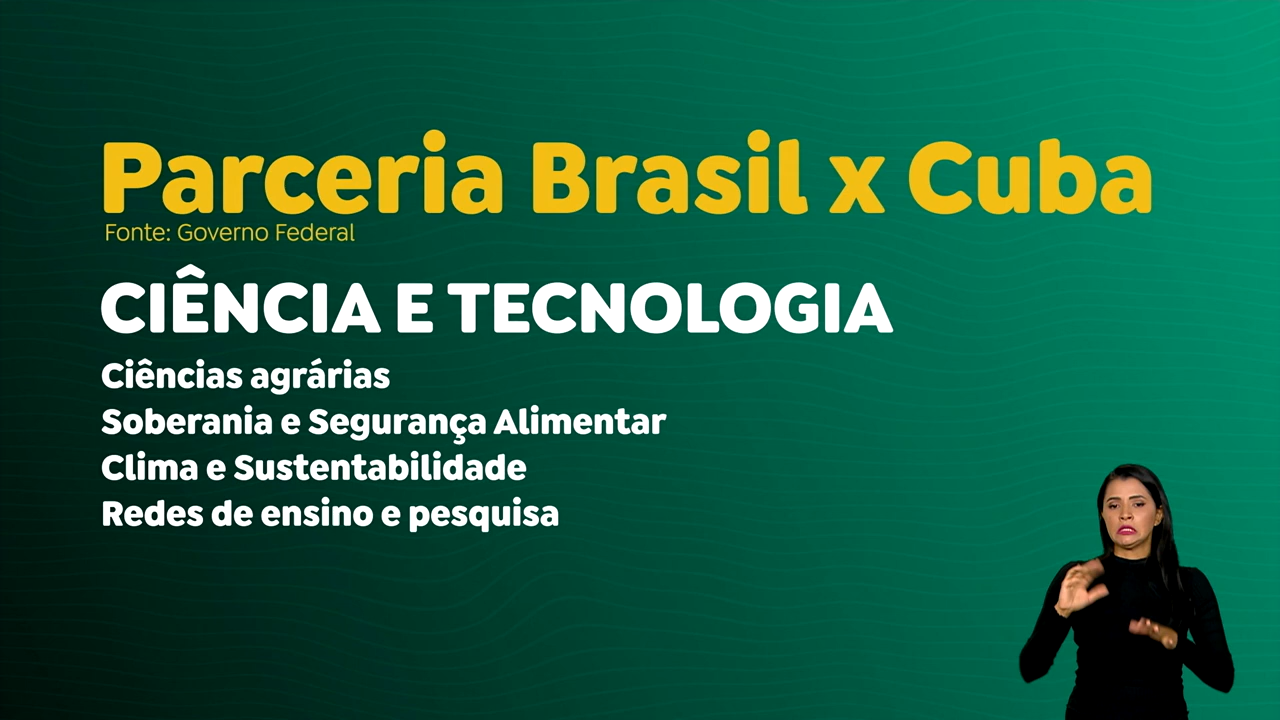 Parceria Brasil x Cuba
Fonte: Governo Federal
CIÊNCIA E TECNOLOGIA
Ciências agrárias
Soberania e Segurança Alimentar
Clima e Sustentabilidade
Redes de ensino e pesquisa